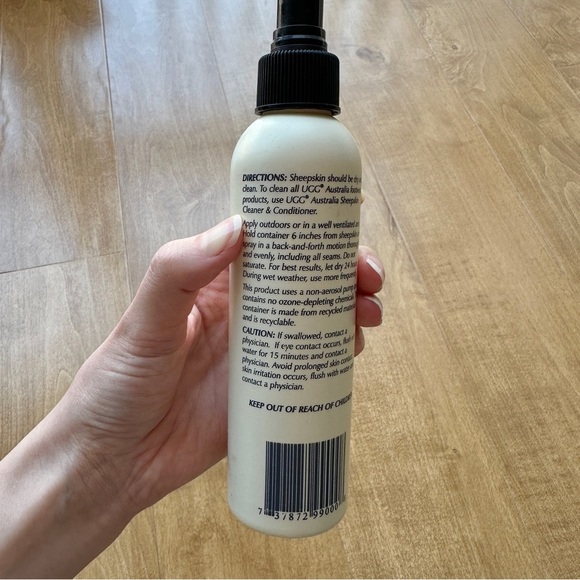 DIRECTIONS: Sheepskin should be dry
clean. To clean all UGG® Australia
products, use UGG® Australia Sheepskin
Cleaner & Conditioner.
Apply outdoors or in a well ventilated
Hold container 6 inches from sheepskin
spray in a back-and-forth motion
and evenly, including all seams. Do not
saturate. For best results, let dry 24
During wet weather, use more
This product uses a non-aerosol pump
contains no ozone-depleting
container is made from recycled
and is recyclable.
CAUTION: If swallowed, contact a
physician. If eye contact occurs, flush
water for 15 minutes and contact a
physician. Avoid prolonged skin
skin irritation occurs, flush with water
contact a physician.
KEEP OUT OF REACH OF
7 37872 99000